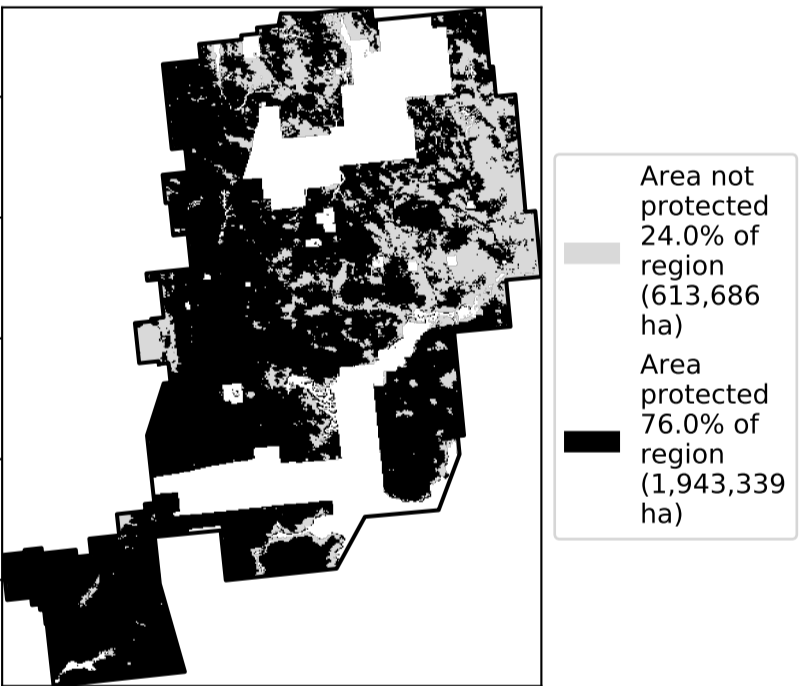 Area not
protected
24.0% of
region
(613,686
ha)
Area
protected
76.0% of
region
(1,943,339
ha)